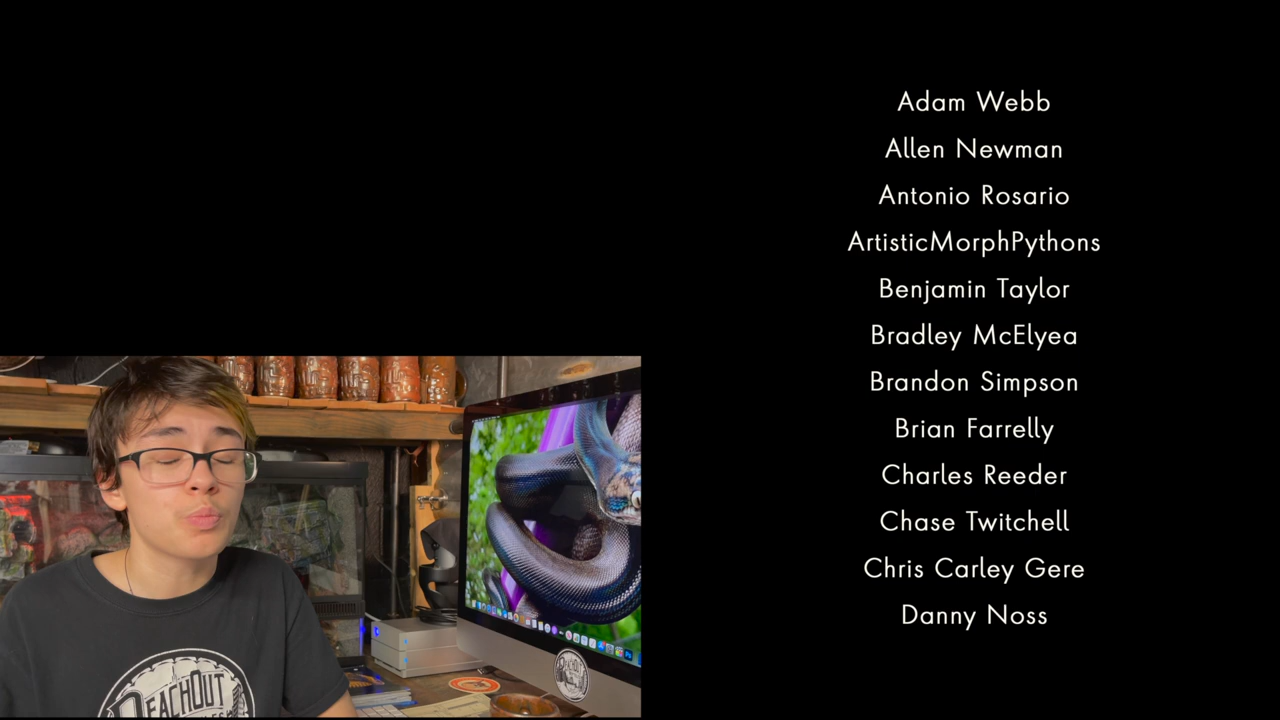 Adam Webb
Allen Newman
Antonio Rosario
ArtisticMorphPythons
Benjamin Taylor
Bradley McElyea
Brandon Simpson
Brian Farrelly
Charles Reeder
Chase Twitchell
Chris Carley Gere
Danny Noss
REACHOUT